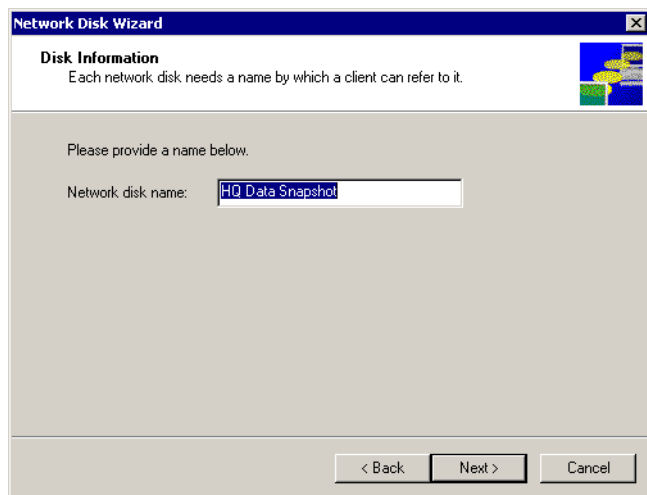 Network Disk Wizard
Disk Information
Each network disk needs a name by which a client can refer to it.
Please provide a name below.
Network disk name: HQ Data Snapshot
< Back Next > Cancel